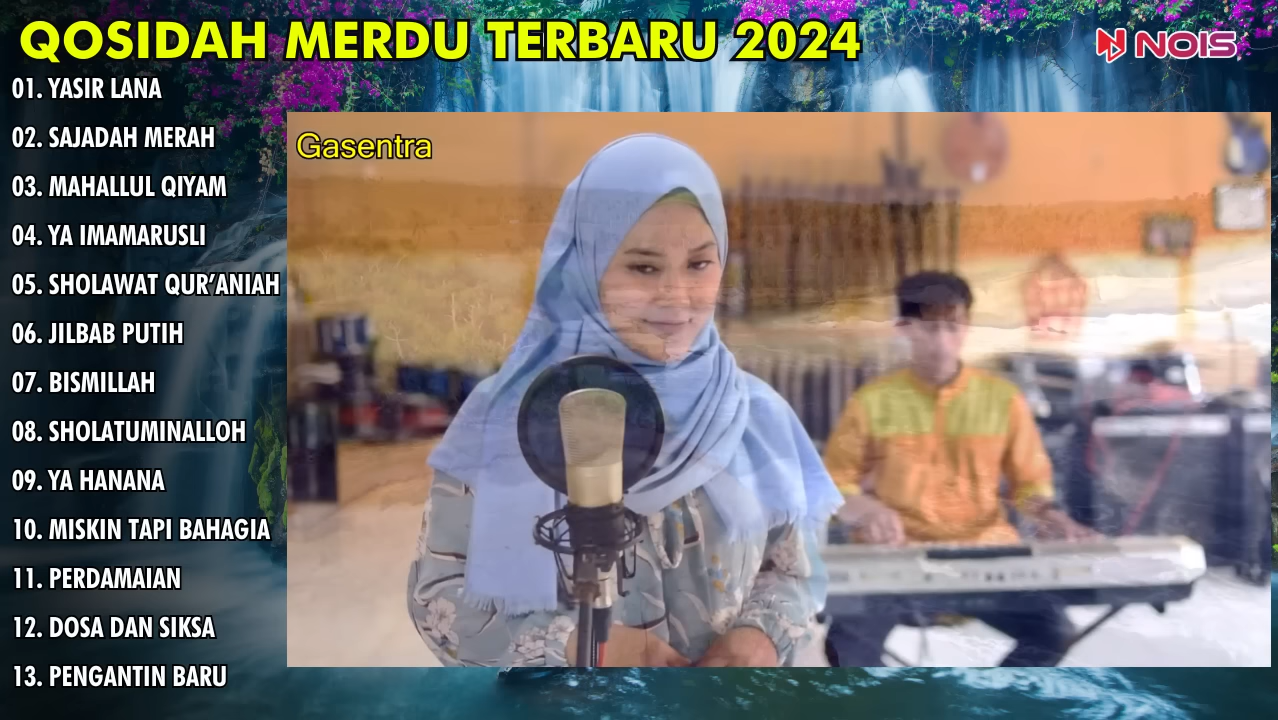 QOSIDAH MERDU TERBARU 2024
NOIS
01. YASIR LANA
02. SAJADAH MERAH
03. MAHALLUL QIYAM
04. YA IMAMARUSLI
05. SHOLAWAT QUR'ANIAH
06. JILBAB PUTIH
07. BISMILLAH
08. SHOLATUMINALLOH
09. YA HANANA
10. MISKIN TAPI BAHAGIA
11. PERDAMAIAN
12. DOSA DAN SIKSA
13. PENGANTIN BARU
Gasentra